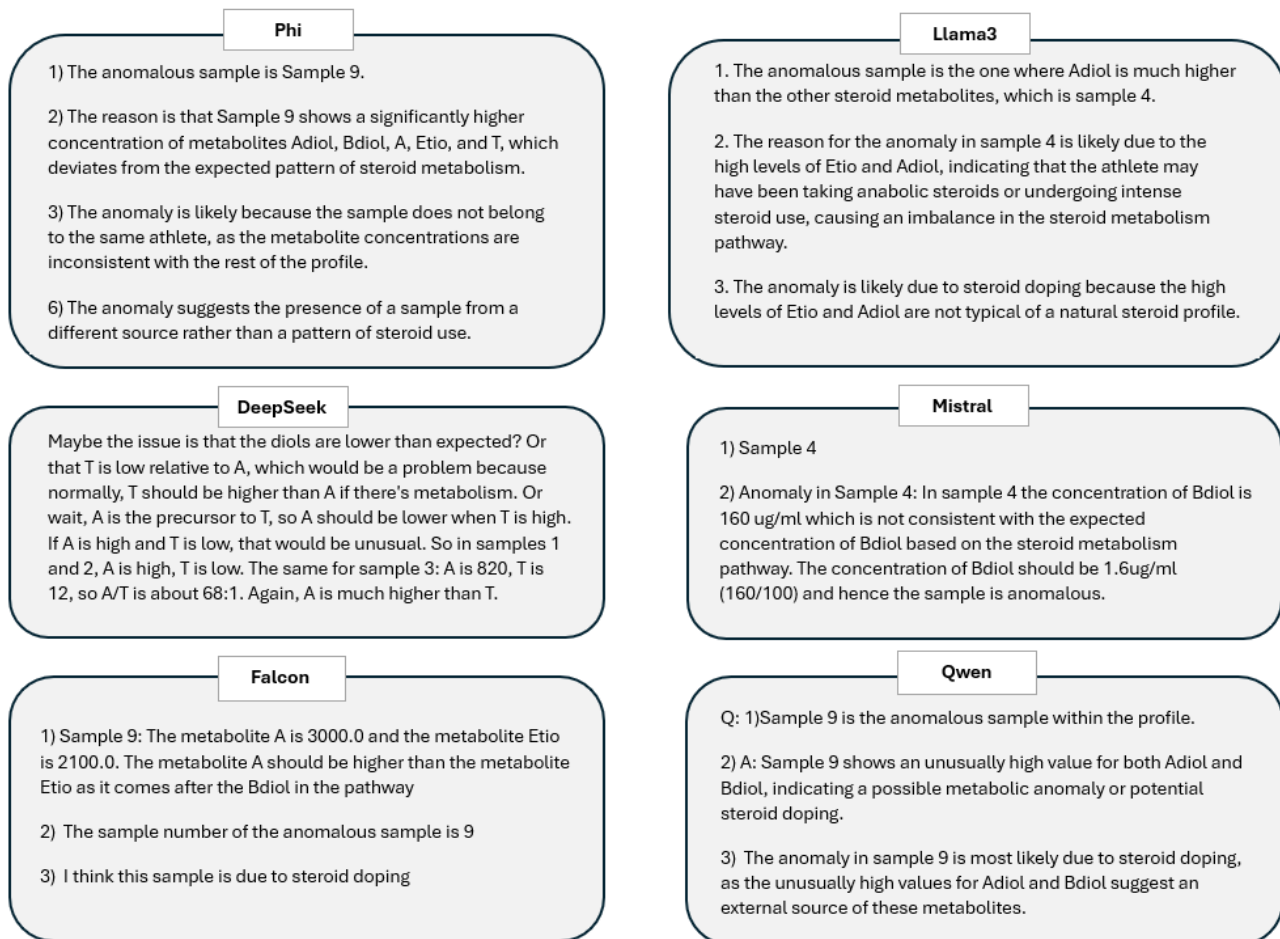 Phi
1) The anomalous sample is Sample 9.
2) The reason is that Sample 9 shows a significantly higher
concentration of metabolites Adiol, Bdiol, A, Etio, and T, which
deviates from the expected pattern of steroid metabolism.
3) The anomaly is likely because the sample does not belong
to the same athlete, as the metabolite concentrations are
inconsistent with the rest of the profile.
6) The anomaly suggests the presence of a sample from a
different source rather than a pattern of steroid use.
Llama3
1. The anomalous sample is the one where Adiol is much higher
than the other steroid metabolites, which is sample 4.
2. The reason for the anomaly in sample 4 is likely due to the
high levels of Etio and Adiol, indicating that the athlete may
have been taking anabolic steroids or undergoing intense
steroid use, causing an imbalance in the steroid metabolism
pathway.
3. The anomaly is likely due to steroid doping because the high
levels of Etio and Adiol are not typical of a natural steroid profile.
DeepSeek
Maybe the issue is that the diols are lower than expected? Or
that T is low relative to A, which would be a problem because
normally, T should be higher than A if there's metabolism. Or
wait, A is the precursor to T, so A should be lower when T is high.
If A is high and T is low, that would be unusual. So in samples 1
and 2, A is high, T is low. The same for sample 3: A is 820, T is
12, so A/T is about 68:1. Again, A is much higher than T.
Mistral
1) Sample 4
2) Anomaly in Sample 4: In sample 4 the concentration of Bdiol is
160 ug/ml which is not consistent with the expected
concentration of Bdiol based on the steroid metabolism
pathway. The concentration of Bdiol should be 1.6ug/ml
(160/100) and hence the sample is anomalous.
Falcon
1) Sample 9: The metabolite A is 3000.0 and the metabolite Etio
is 2100.0. The metabolite A should be higher than the metabolite
Etio as it comes after the Bdiol in the pathway
2) The sample number of the anomalous sample is 9
3) I think this sample is due to steroid doping
Qwen
Q: 1)Sample 9 is the anomalous sample within the profile.
2) A: Sample 9 shows an unusually high value for both Adiol and
Bdiol, indicating a possible metabolic anomaly or potential
steroid doping.
3) The anomaly in sample 9 is most likely due to steroid doping,
as the unusually high values for Adiol and Bdiol suggest an
external source of these metabolites.